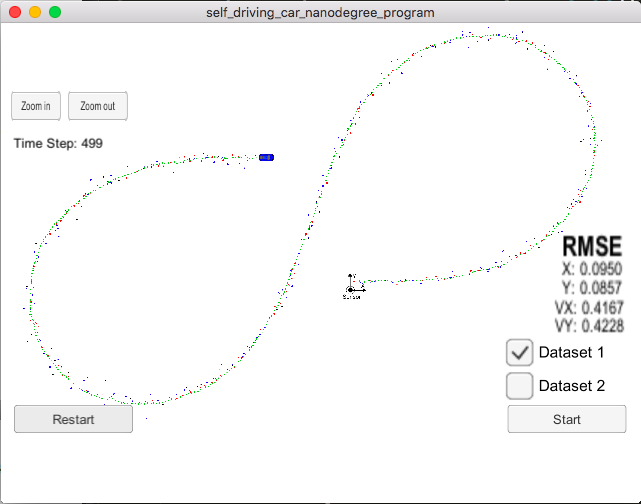 self_driving_car_nanodegree_program
Zoom in
Zoom out
Time Step: 499
Y
Sensor
RMSE
X: 0.0950
Y: 0.0857
VX: 0.4167
VY: 0.4228
Dataset 1
Dataset 2
Restart
Start